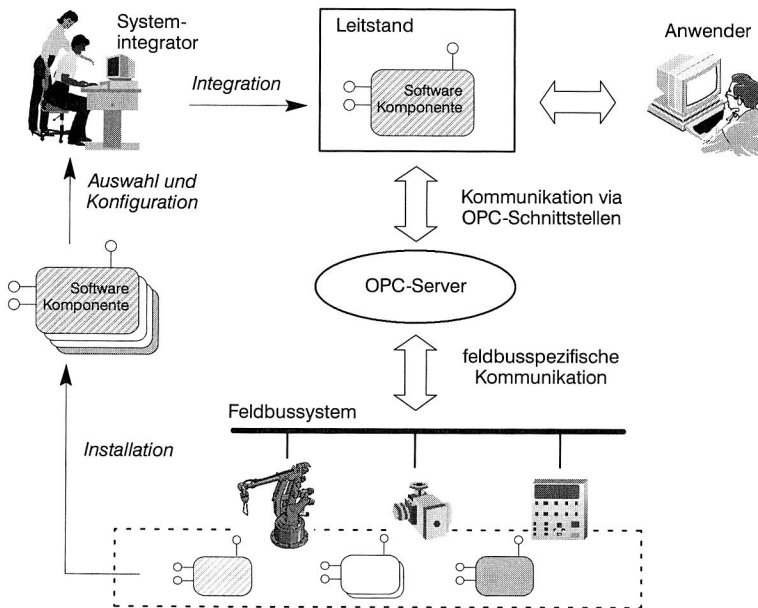 System-
integrator
Integration
Leitstand
Software
Komponente
Anwender
Auswahl und
Konfiguration
Kommunikation via
OPC-Schnittstellen
Software
Komponente
OPC-Server
feldbusspezifische
Kommunikation
Feldbussystem
Installation